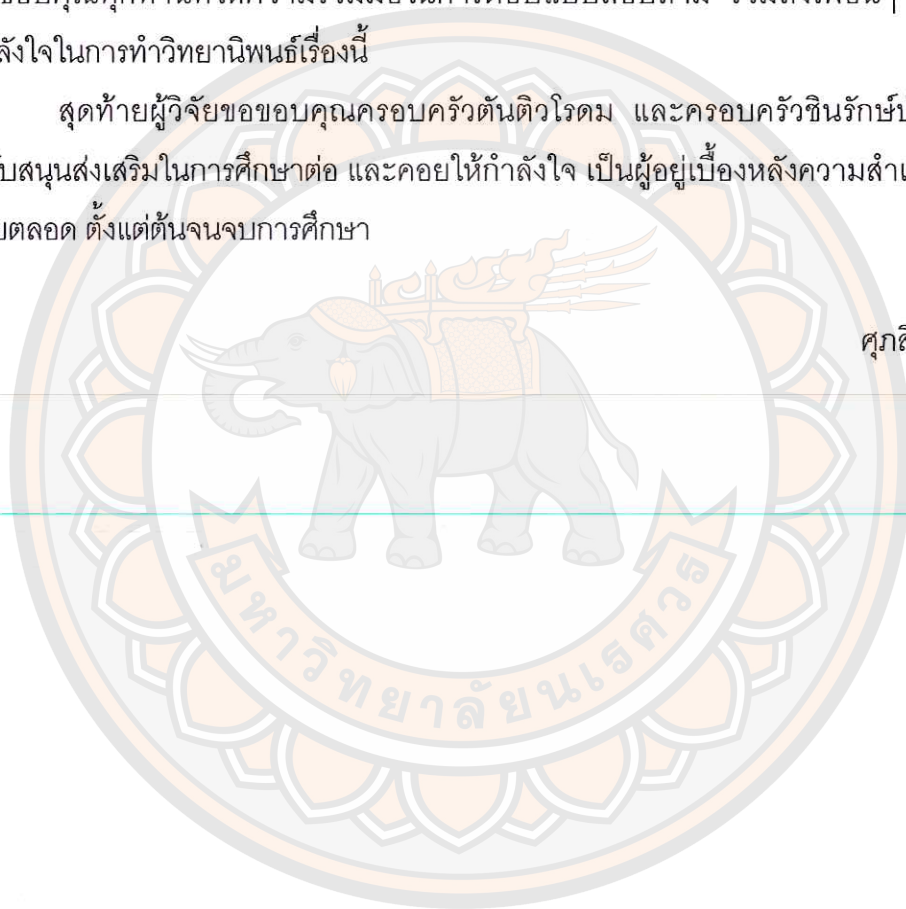 ลังใจในการทำวิทยานิพนธ์เรื่องนี้
สุดท้ายผู้วิจัยขอขอบคุณครอบครัวตันติวโรดม และครอบครัวชินรักษ์
บสนุนส่งเสริมในการศึกษาต่อ และคอยให้กำลังใจ เป็นผู้อยู่เบื้องหลังความสำเ
ตลอด ตั้งแต่ต้นจนจบการศึกษา
ศุภสิ
มหาวิทยาลัยนเรศวร